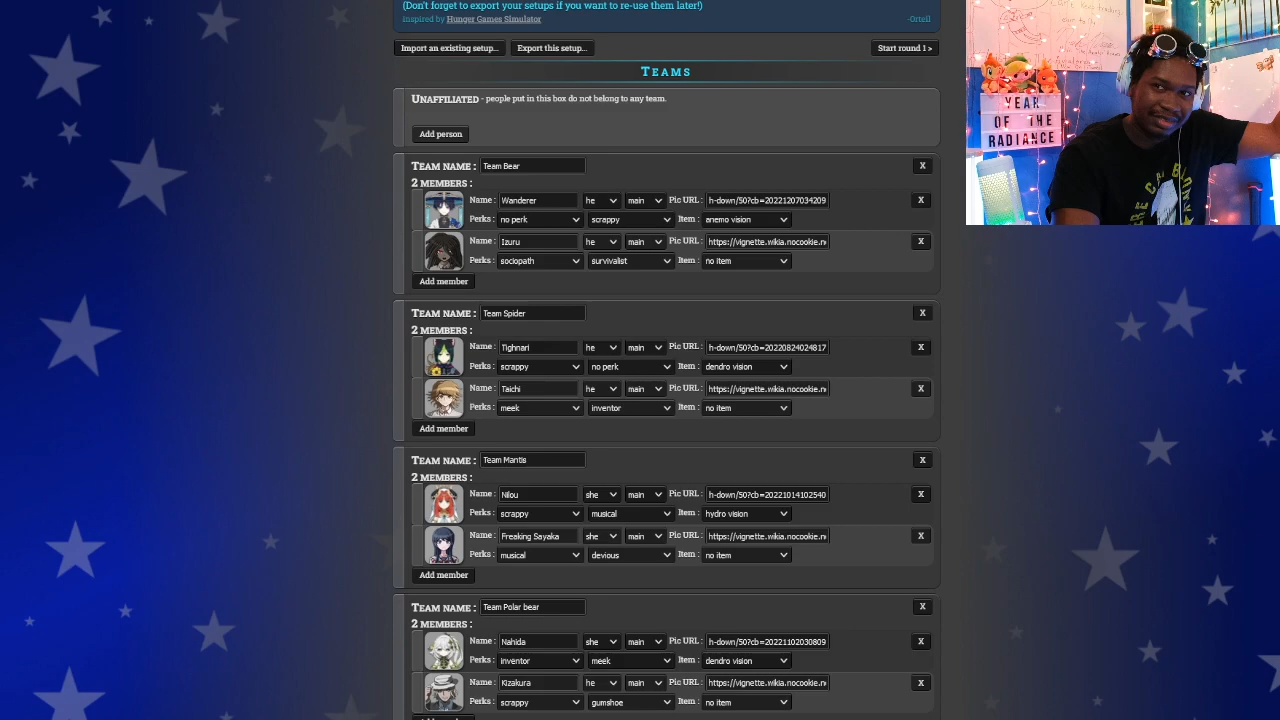 (Don't forget to export your setups if you want to re-use them later!)
Inspired by Hunger Games Simulator
-Orteil
Import an existing setup... Export this setup... Start round 1 >
Teams
Unaffiliated - people put in this box do not belong to any team.
Add person
Team name : Team Bear X
2 members :
Name : Wanderer he main Pic URL : h-down/50?cb=20221207034209 X
Perks : no perk scrappy Item : anemo vision
Name : Izuru he main Pic URL : https://vignette.wikia.nocookie.n X
Perks : sociopath survivalist Item : no item
Add member
Team name : Team Spider X
2 members :
Name : Tighnari he main Pic URL : h-down/50?cb=20220824024817 X
Perks : scrappy no perk Item : dendro vision
Name : Taichi he main Pic URL : https://vignette.wikia.nocookie.n X
Perks : meek inventor Item : no item
Add member
Team name : Team Mantis X
2 members :
Name : Nilou she main Pic URL : h-down/50?cb=20221014102540 X
Perks : scrappy musical Item : hydro vision
Name : Freaking Sayaka she main Pic URL : https://vignette.wikia.nocookie.n X
Perks : musical devious Item : no item
Add member
Team name : Team Polar bear X
2 members :
Name : Nahida she main Pic URL : h-down/50?cb=20221102030809 X
Perks : inventor meek Item : dendro vision
Name : Kizakura he main Pic URL : https://vignette.wikia.nocookie.n X
Perks : scrappy gumshoe Item : no item
YEAR
OF THE
RADIANCE